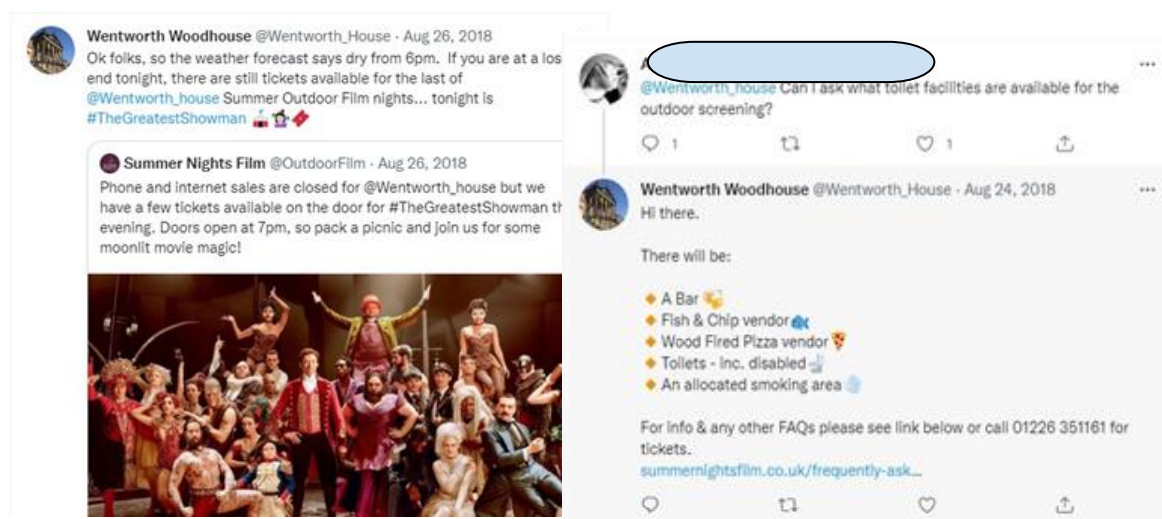 Wentworth Woodhouse @Wentworth_House · Aug 26, 2018
Ok folks, so the weather forecast says dry from 6pm. If you are at a los
end tonight, there are still tickets available for the last of
@Wentworth_house Summer Outdoor Film nights... tonight is
#TheGreatestShowman 🎪🧙‍♀️♦️
Summer Nights Film @OutdoorFilm · Aug 26, 2018
Phone and internet sales are closed for @Wentworth_house but we
have a few tickets available on the door for #TheGreatestShowman th
evening. Doors open at 7pm, so pack a picnic and join us for some
moonlit movie magic!
@Wentworth_house Can I ask what toilet facilities are available for the
outdoor screening?
1 1
Wentworth Woodhouse @Wentworth_House · Aug 24, 2018
Hi there.
There will be:
🔸 A Bar 🍻
🔸 Fish & Chip vendor 🐟
🔸 Wood Fired Pizza vendor 🍕
🔸 Toilets - inc. disabled 🚽
🔸 An allocated smoking area 💨
For info & any other FAQs please see link below or call 01226 351161 for
tickets.
summernightsfilm.co.uk/frequently-ask...